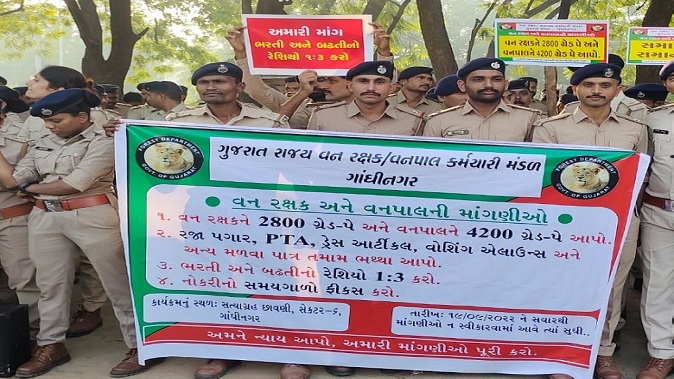 અમારી માંગ
ભરતી અને બઢતીનો
રેશિયો ૧:૩ કરો
વન રક્ષકને 2800 ગ્રેડ પે અને
વનપાલને 4200 ગ્રેડ પે આપો.
ગુજરાત રાજ્ય વન રક્ષક/વનપાલ કર્મચારી મંડળ
ગાંધીનગર
FOREST DEPARTMENT
GOVT. OF GUJARAT
FOREST DEPARTMENT
GOVT. OF GUJARAT
વન રક્ષક અને વનપાલની માંગણીઓ
૧. વન રક્ષકને 2800 ગ્રેડ-પે અને વનપાલને 4200 ગ્રેડ-પે આપો.
૨. રજા પગાર, PTA, ડ્રેસ આર્ટીકલ, વોશિંગ એલાઉન્સ અને
અન્ય મળવા પાત્ર તમામ ભથ્થા આપો.
૩. ભરતી અને બઢતીનો રેશિયો 1:3 કરો.
૪. નોકરીનો સમયગાળો ફીક્સ કરો.
કાર્યક્રમનું સ્થળ: સત્યાગ્રહ છાવણી, સેક્ટર-૬,
ગાંધીનગર
તારીખ: ૧૯/૦૯/૨૦૨૨ ને સવારથી
માંગણીઓ ન સ્વીકારવામાં આવે ત્યાં સુધી..
અમને ન્યાય આપો, અમારી માંગણીઓ પૂરી કરો.